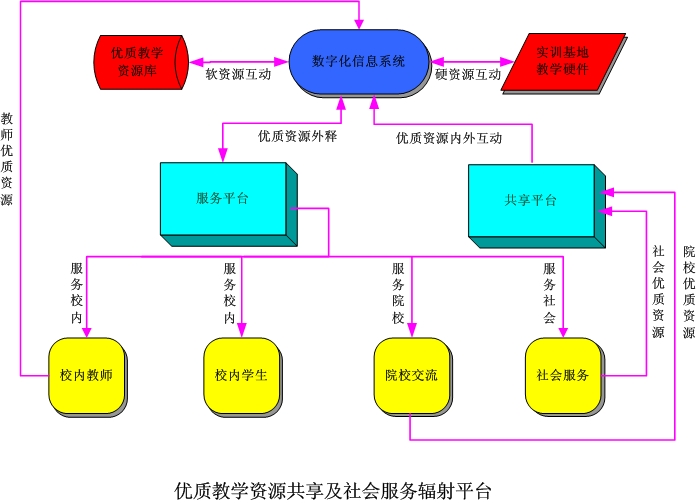 优质教学
资源库
数字化信息系统
实训基地
教学硬件
软资源互动
硬资源互动
教师优质资源
优质资源外释
优质资源内外互动
服务平台
共享平台
服务校内
服务校内
服务院校
服务社会
社会优质资源
院校优质资源
校内教师
校内学生
院校交流
社会服务
优质教学资源共享及社会服务辐射平台